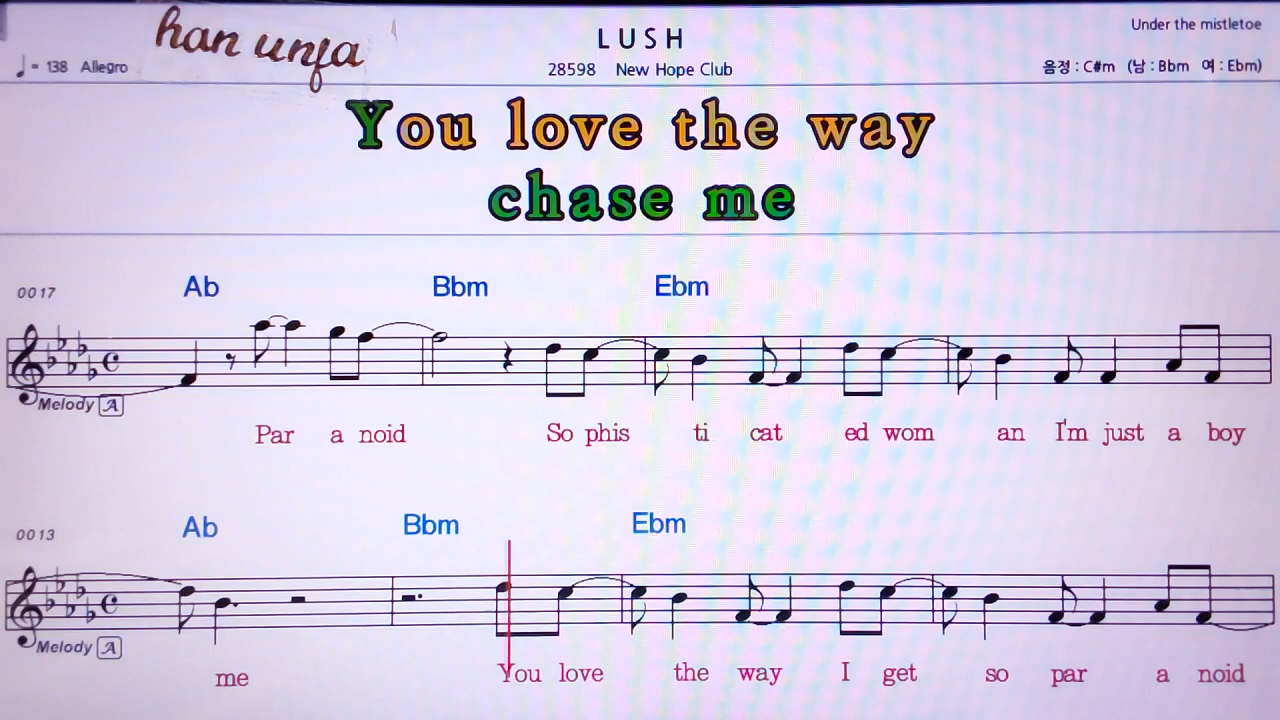 han unfa
LUSH
Under the mistletoe
= 138 Allegro
28598 New Hope Club
음정 : C#m (남 : Bbm 여 : Ebm)
You love the way
chase me
0017 Ab Bbm Ebm
Melody A
Par a noid So phis ti cat ed wom an I'm just a boy
0013 Ab Bbm Ebm
Melody A
me You love the way I get so par a noid